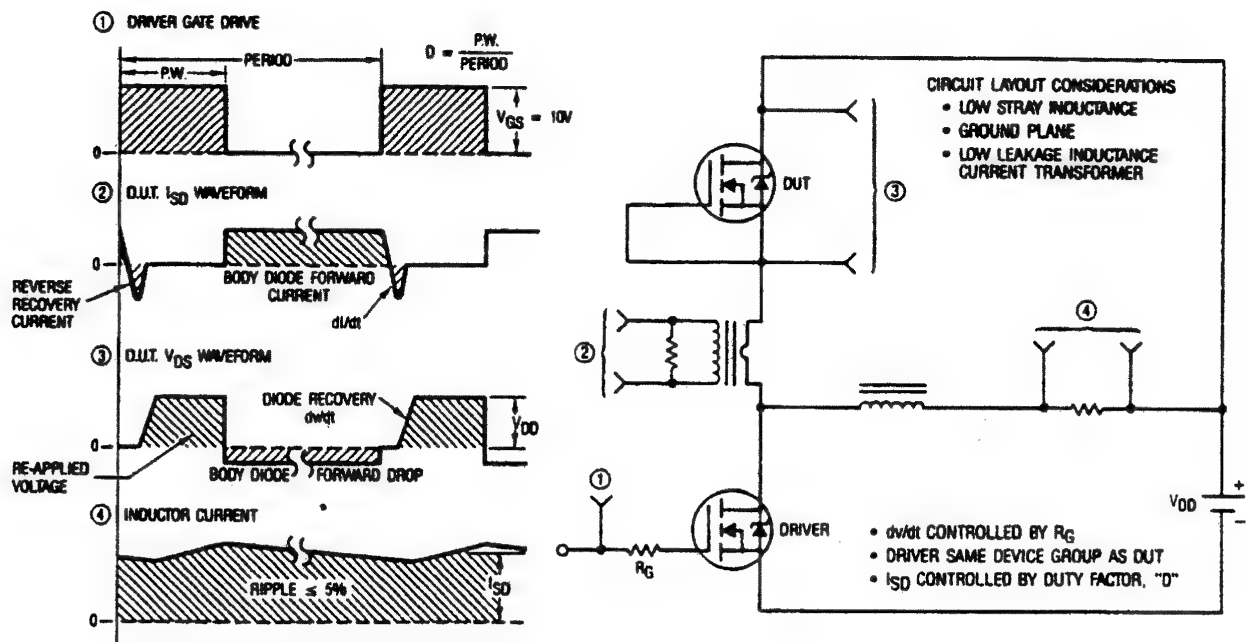 ① DRIVER GATE DRIVE
PERIOD
P.W.
D = P.W. / PERIOD
V_GS = 10V
0
② D.U.T. I_SD WAVEFORM
0
BODY DIODE FORWARD
CURRENT
REVERSE
RECOVERY
CURRENT
di/dt
③ D.U.T. V_DS WAVEFORM
DIODE RECOVERY
dv/dt
V_DD
0
RE-APPLIED
VOLTAGE
BODY DIODE FORWARD DROP
④ INDUCTOR CURRENT
RIPPLE ≤ 5%
I_SD
0
CIRCUIT LAYOUT CONSIDERATIONS
• LOW STRAY INDUCTANCE
• GROUND PLANE
• LOW LEAKAGE INDUCTANCE
CURRENT TRANSFORMER
DUT
③
②
④
①
R_G
DRIVER
V_DD
+
−
• dv/dt CONTROLLED BY R_G
• DRIVER SAME DEVICE GROUP AS DUT
• I_SD CONTROLLED BY DUTY FACTOR, "D"